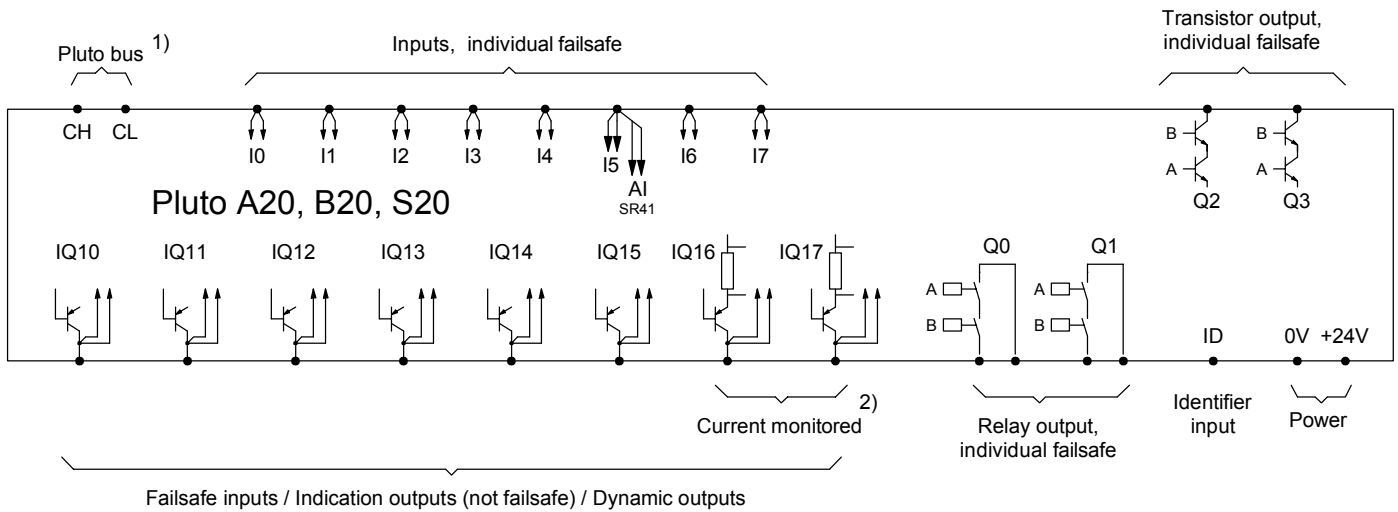 Pluto bus 1)
Inputs, individual failsafe
Transistor output,
individual failsafe
CH CL
I0 I1 I2 I3 I4 I5 I6 I7
AI
SR41
B B
A A
Q2 Q3
Pluto A20, B20, S20
IQ10 IQ11 IQ12 IQ13 IQ14 IQ15 IQ16 IQ17
Q0 Q1
A A
B B
ID 0V +24V
Current monitored 2)
Relay output,
individual failsafe
Identifier
input
Power
Failsafe inputs / Indication outputs (not failsafe) / Dynamic outputs